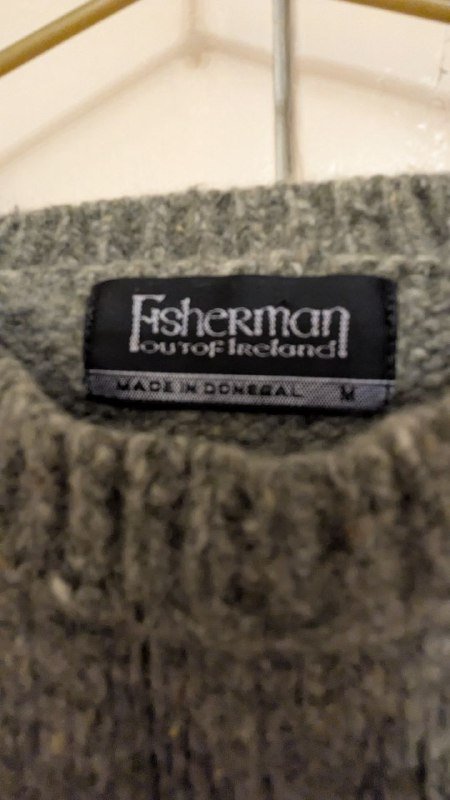 Fisherman
OUT OF Ireland
MADE IN DONEGAL M